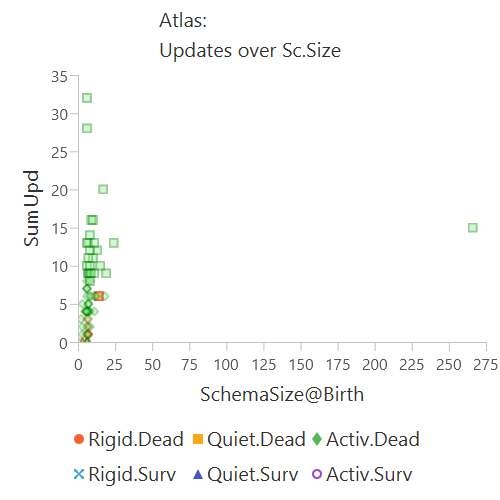 Atlas:
Updates over Sc.Size
SumUpd
35
30
25
20
15
10
5
0
0 25 50 75 100 125 150 175 200 225 250 275
SchemaSize@Birth
Rigid.Dead Quiet.Dead Activ.Dead
Rigid.Surv Quiet.Surv Activ.Surv